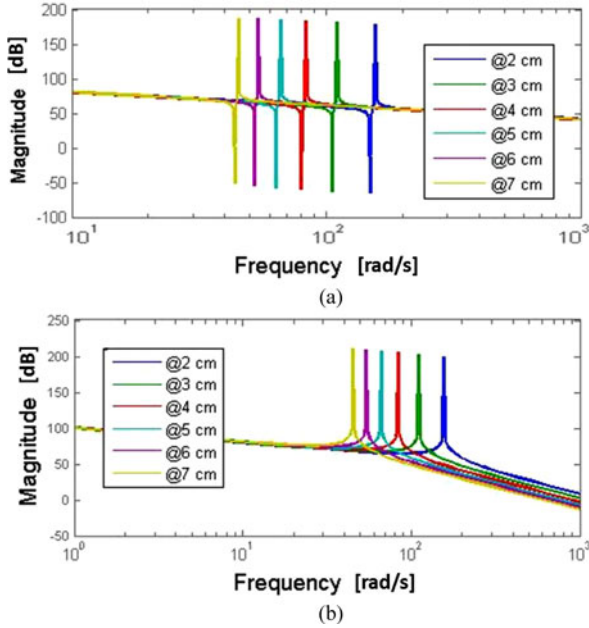 200
150
100
50
0
-50
-100
Magnitude [dB]
@2 cm
@3 cm
@4 cm
@5 cm
@6 cm
@7 cm
10¹
10²
10³
Frequency [rad/s]
(a)
250
200
150
100
50
0
-50
Magnitude [dB]
@2 cm
@3 cm
@4 cm
@5 cm
@6 cm
@7 cm
10⁰
10¹
10²
10³
Frequency [rad/s]
(b)